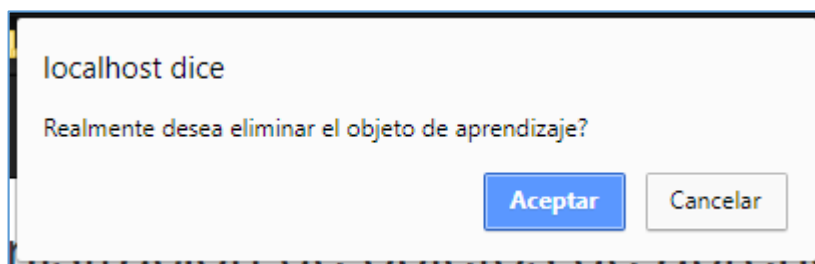 localhost dice
Realmente desea eliminar el objeto de aprendizaje?
Aceptar
Cancelar